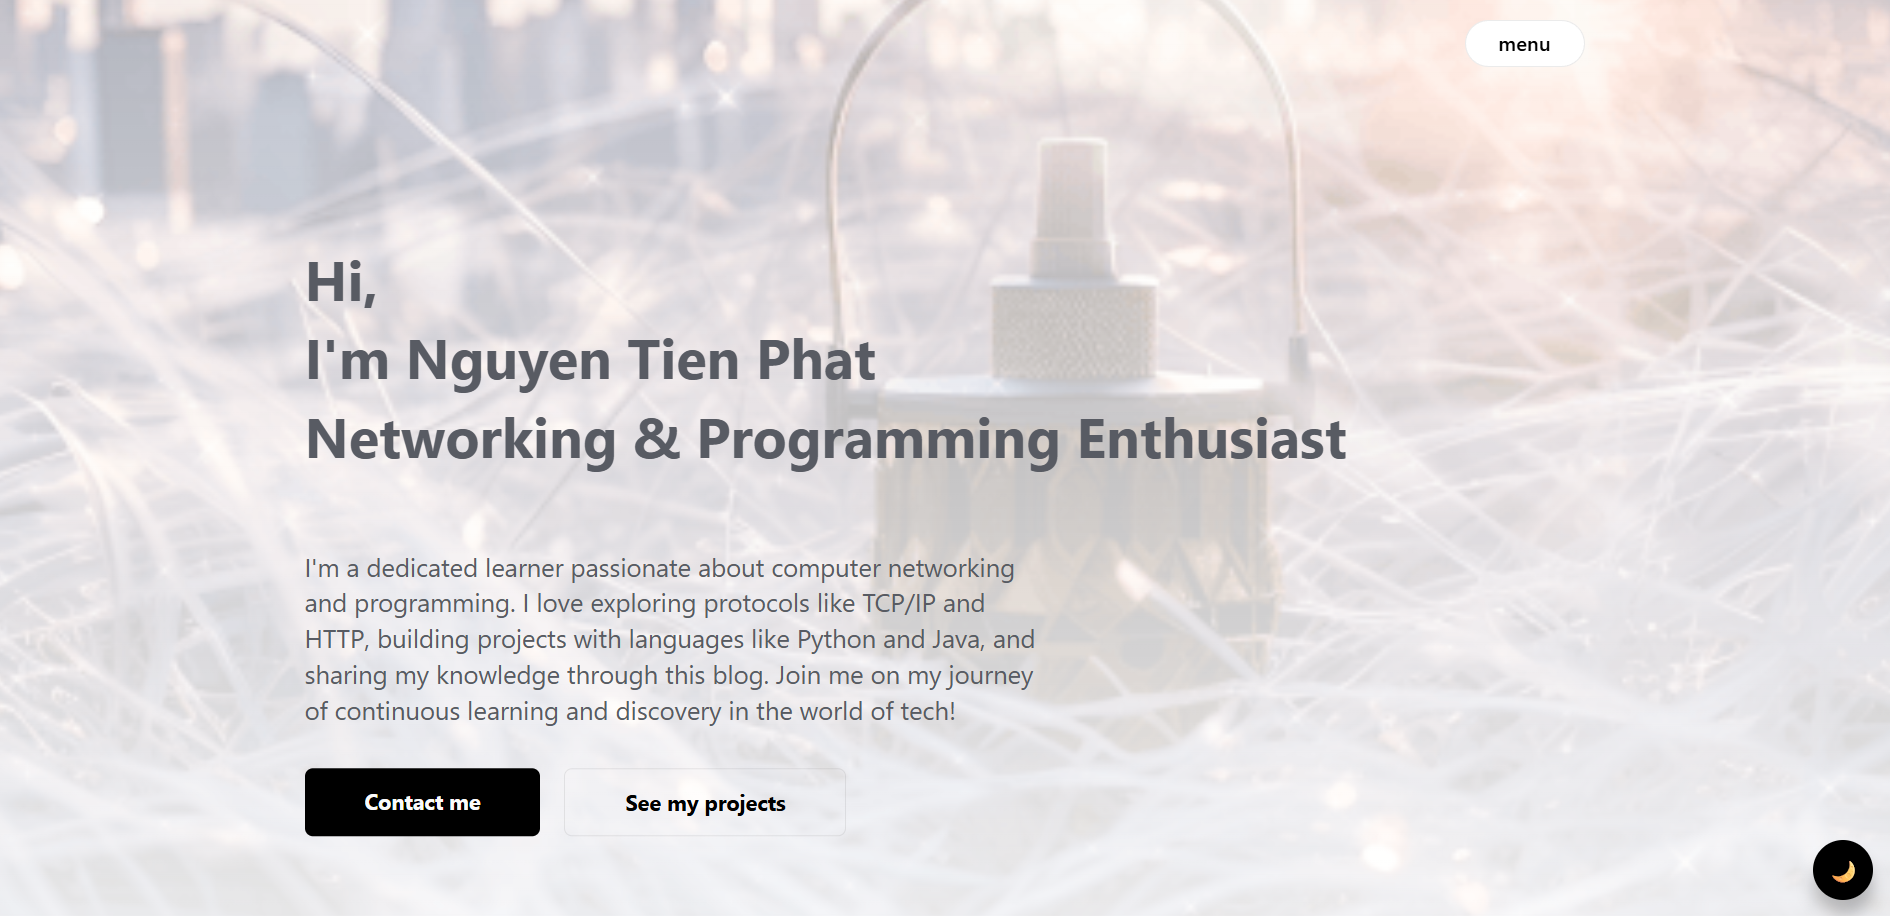 menu
Hi,
I'm Nguyen Tien Phat
Networking & Programming Enthusiast
I'm a dedicated learner passionate about computer networking
and programming. I love exploring protocols like TCP/IP and
HTTP, building projects with languages like Python and Java, and
sharing my knowledge through this blog. Join me on my journey
of continuous learning and discovery in the world of tech!
Contact me
See my projects